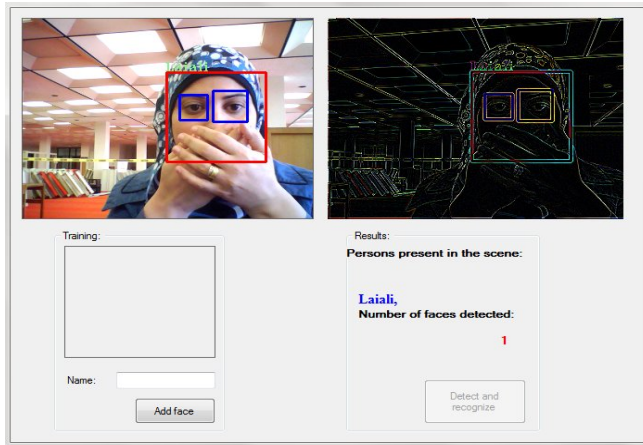 Laiali
Laiali
Training:
Name:
Add face
Results:
Persons present in the scene:
Laiali,
Number of faces detected:
1
Detect and
recognize